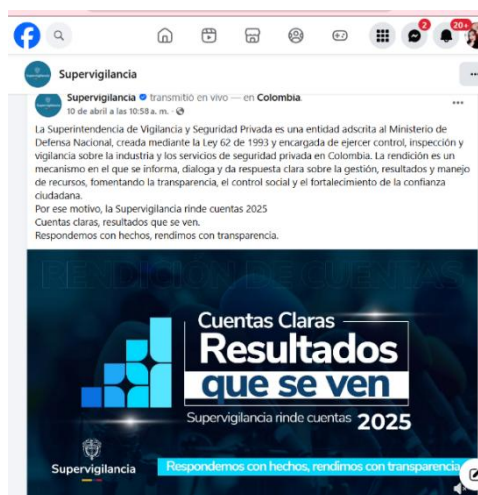 2
20+
Supervigilancia
Supervigilancia transmitió en vivo — en Colombia.
10 de abril a las 10:58 a. m. ·
La Superintendencia de Vigilancia y Seguridad Privada es una entidad adscrita al Ministerio de
Defensa Nacional, creada mediante la Ley 62 de 1993 y encargada de ejercer control, inspección y
vigilancia sobre la industria y los servicios de seguridad privada en Colombia. La rendición es un
mecanismo en el que se informa, dialoga y da respuesta clara sobre la gestión, resultados y manejo
de recursos, fomentando la transparencia, el control social y el fortalecimiento de la confianza
ciudadana.
Por ese motivo, la Supervigilancia rinde cuentas 2025
Cuentas claras, resultados que se ven.
Respondemos con hechos, rendimos con transparencia.
RENDICIÓN DE CUENTAS
Cuentas Claras
Resultados
que se ven
Supervigilancia rinde cuentas 2025
Supervigilancia
Respondemos con hechos, rendimos con transparencia